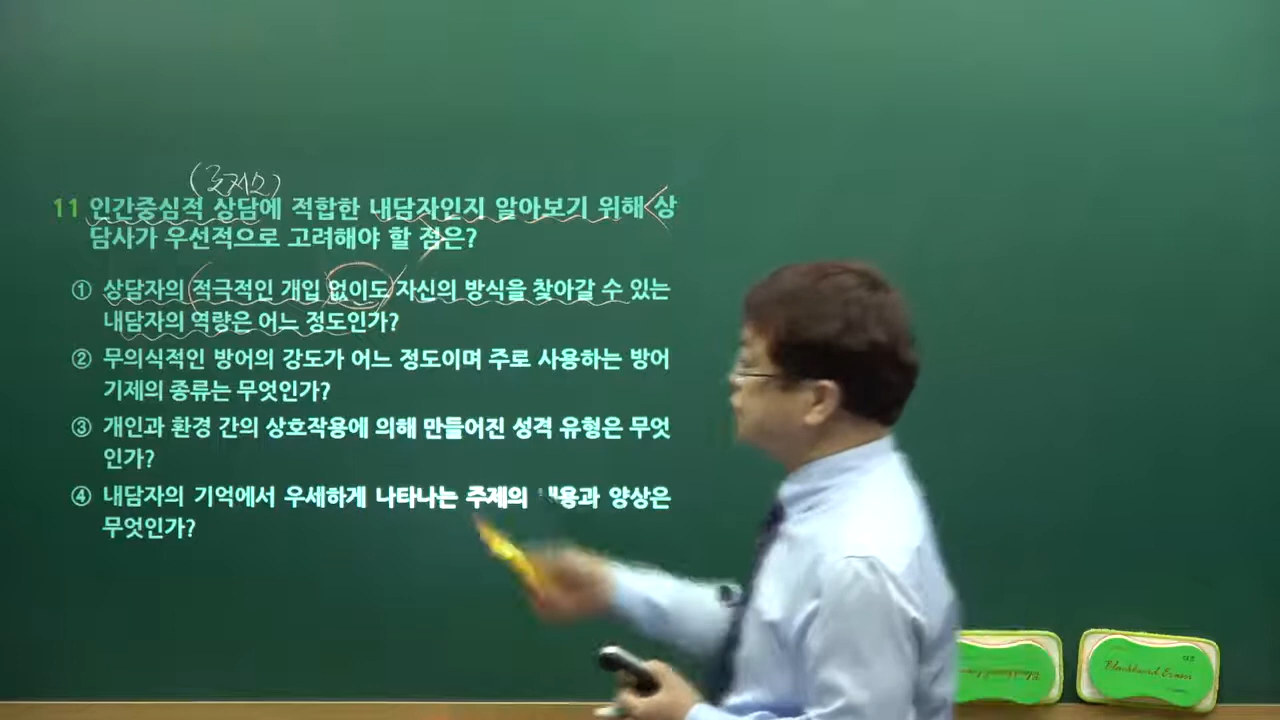 (로저스)
11 인간중심적 상담에 적합한 내담자인지 알아보기 위해 상
담사가 우선적으로 고려해야 할 점은?
① 상담자의 적극적인 개입 없이도 자신의 방식을 찾아갈 수 있는
내담자의 역량은 어느 정도인가?
② 무의식적인 방어의 강도가 어느 정도이며 주로 사용하는 방어
기제의 종류는 무엇인가?
③ 개인과 환경 간의 상호작용에 의해 만들어진 성격 유형은 무엇
인가?
④ 내담자의 기억에서 우세하게 나타나는 주제의 내용과 양상은
무엇인가?
Blackboard Eraser